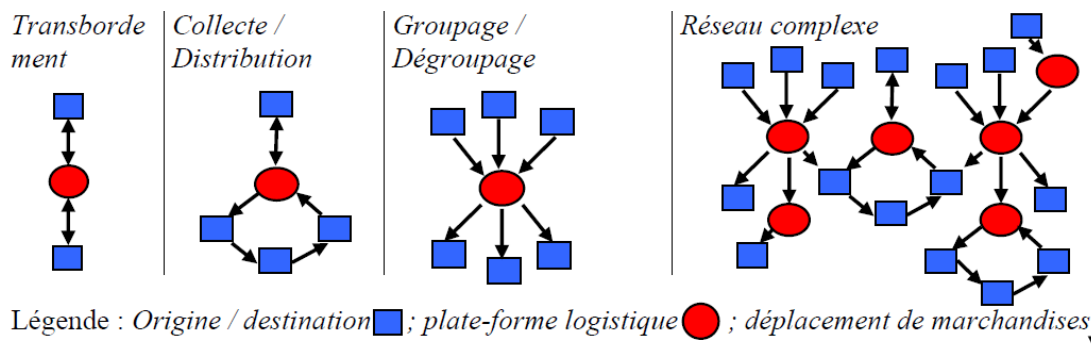 Transborde
ment
Collecte /
Distribution
Groupage /
Dégroupage
Réseau complexe
Légende : Origine / destination ; plate-forme logistique ; déplacement de marchandises